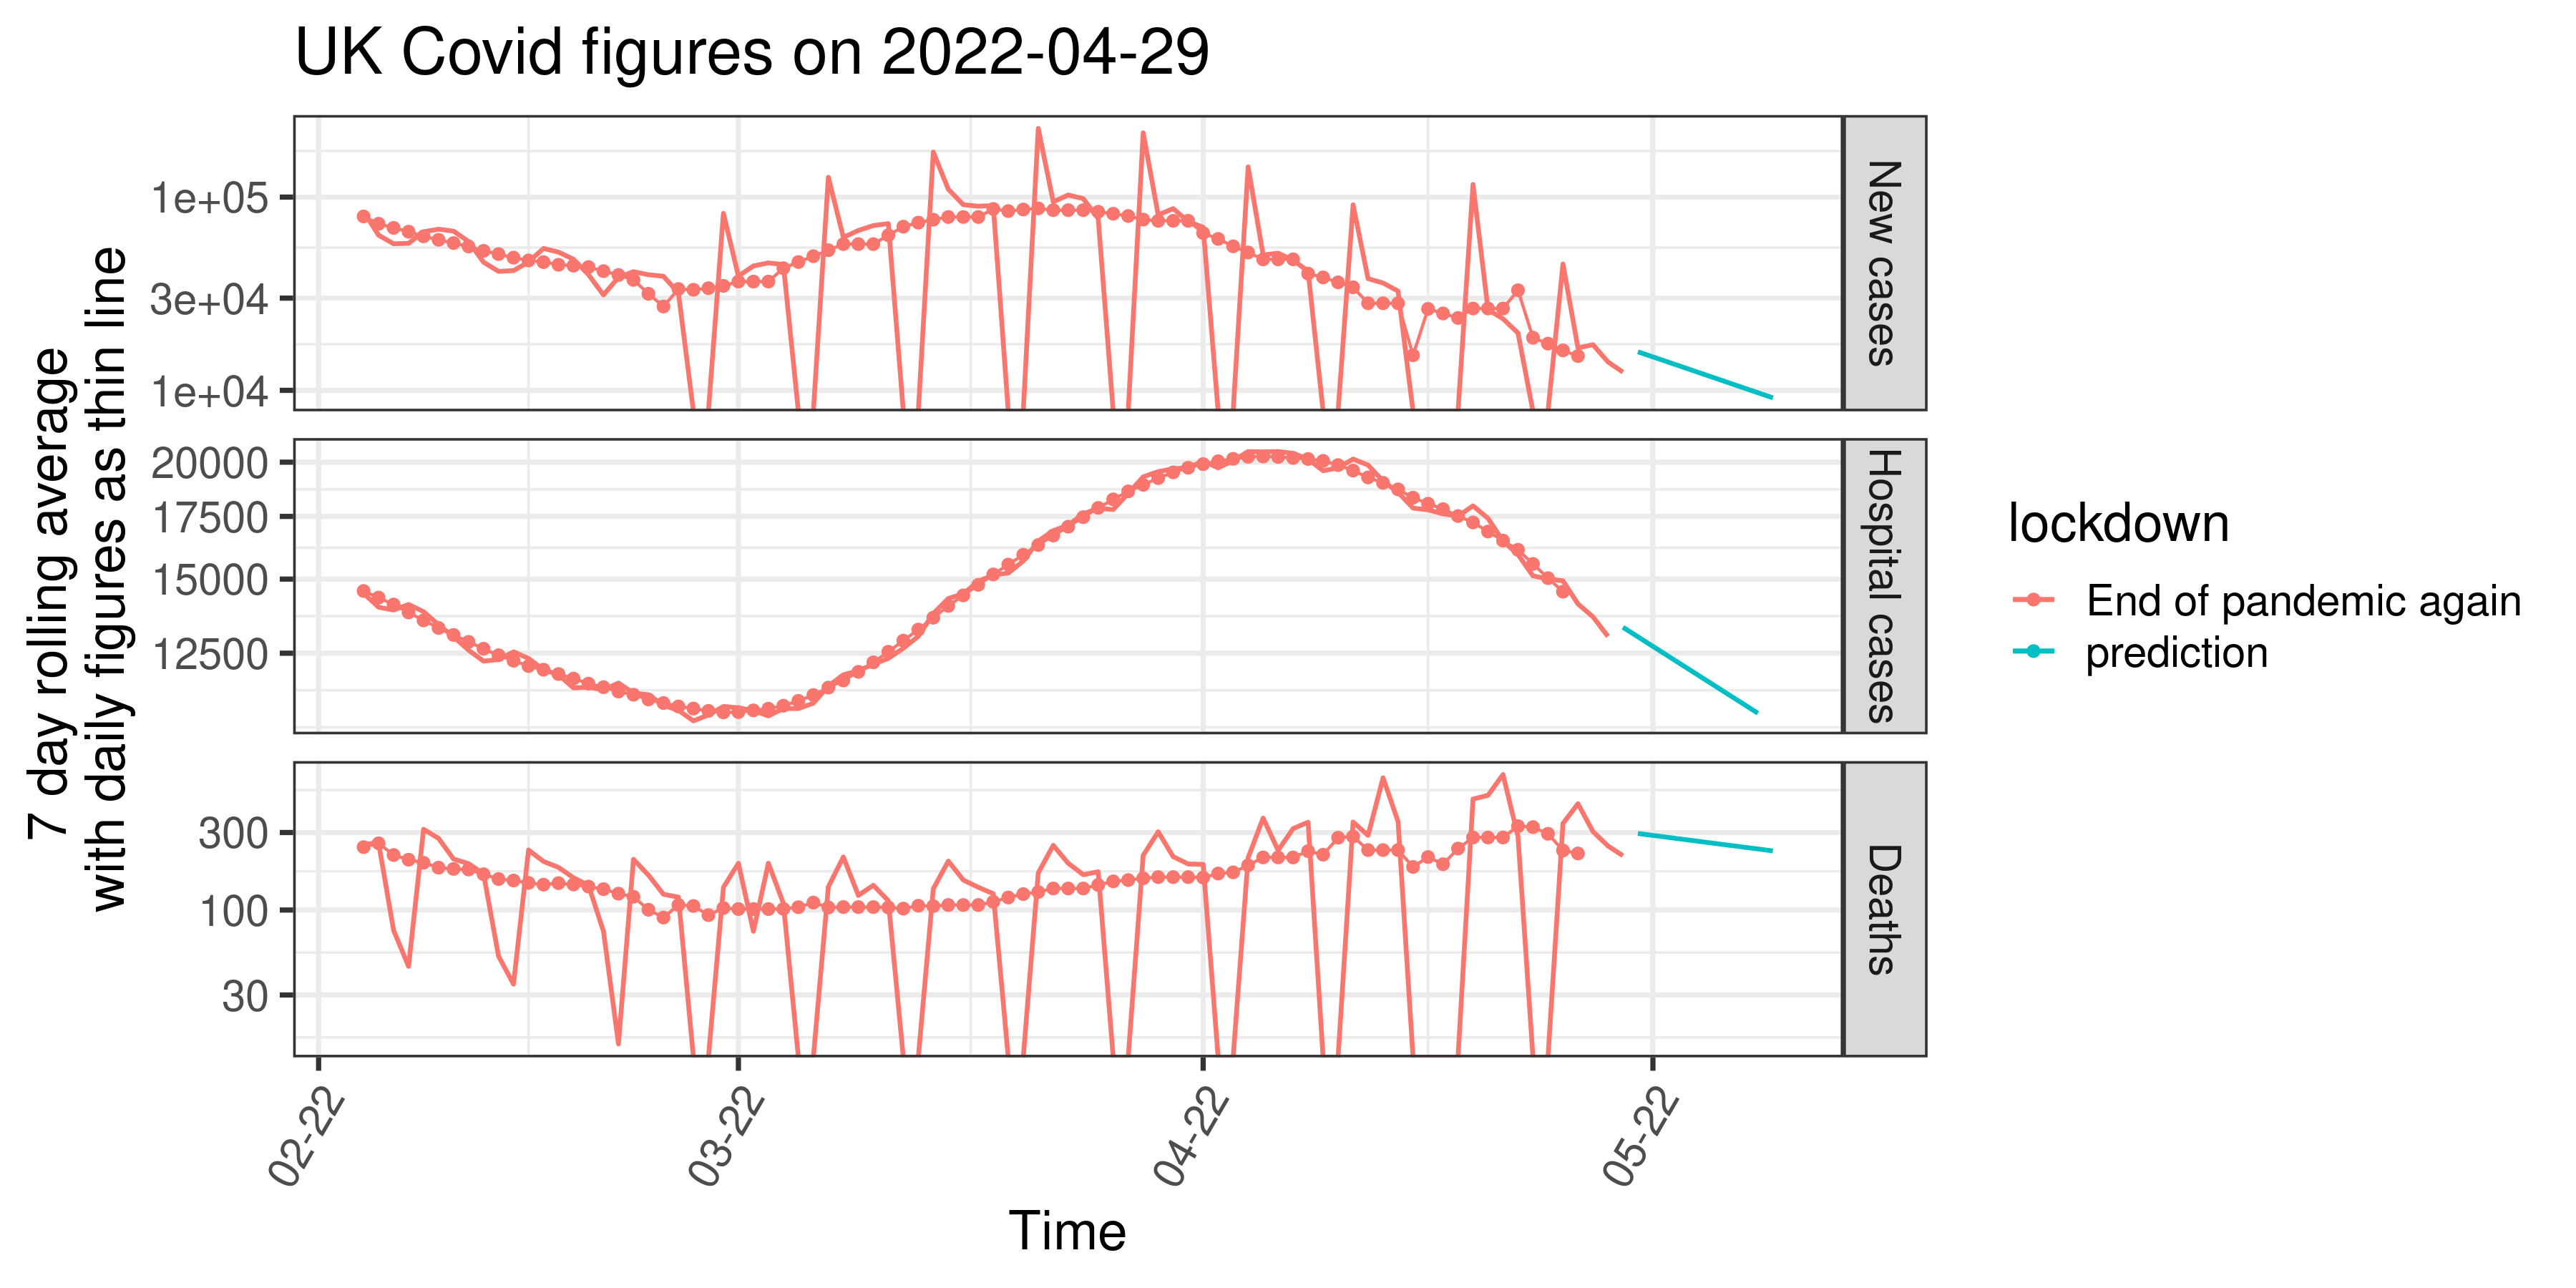 UK Covid figures on 2022-04-29
7 day rolling average
with daily figures as thin line
1e+05
3e+04
1e+04
New cases
20000
17500
15000
12500
Hospital cases
300
100
30
Deaths
02-22
03-22
04-22
05-22
Time
lockdown
End of pandemic again
prediction